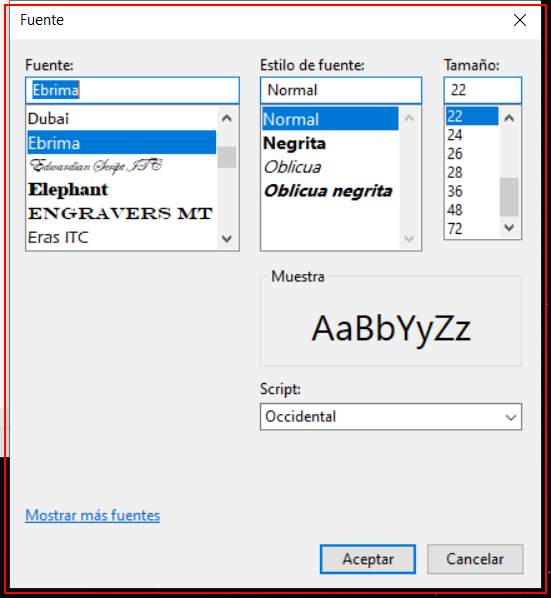 Fuente
Fuente:
Ebrima
Dubai
Ebrima
Edwardian Script ITC
Elephant
ENGRAVERS MT
Eras ITC
Estilo de fuente:
Normal
Normal
Negrita
Oblicua
Oblicua negrita
Tamaño:
22
22
24
26
28
36
48
72
Muestra
AaBbYyZz
Script:
Occidental
Mostrar más fuentes
Aceptar
Cancelar